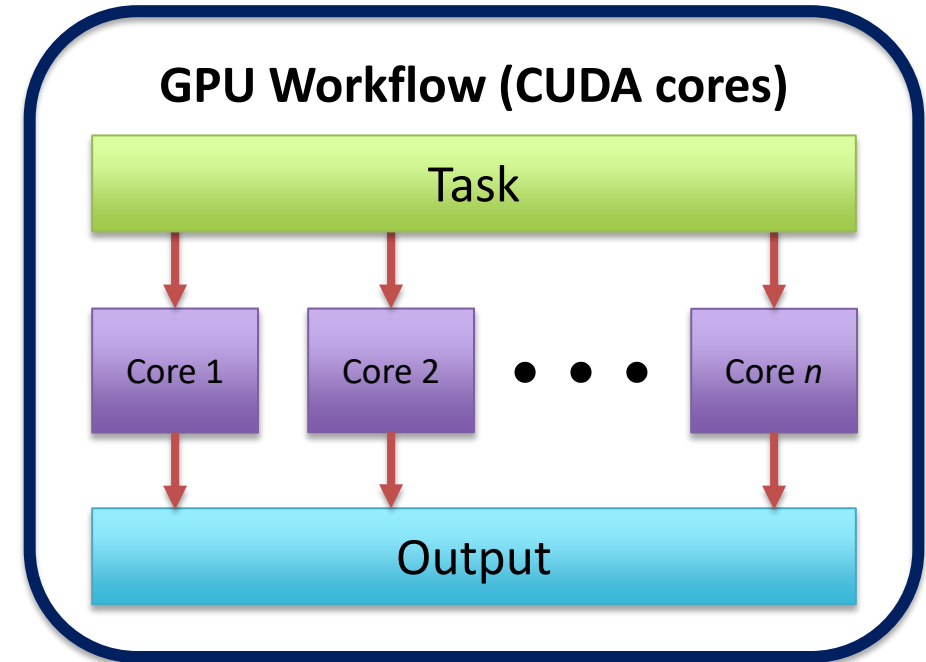 GPU Workflow (CUDA cores)
Task
Core 1
Core 2
• • •
Core n
Output